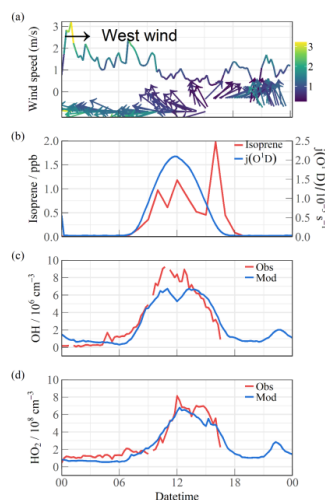 (a)
West wind
Wind speed (m/s)
3
2
1
0
3
2
1
(b)
Isoprene / ppb
2.0
1.5
1.0
0.5
0.0
Isoprene
j(O¹D)
2.5
2.0
1.5
1.0
0.5
0.0
(c)
OH / 10⁶ cm⁻³
10
8
6
4
2
0
Obs
Mod
(d)
HO₂ / 10⁸ cm⁻³
10
8
6
4
2
0
Obs
Mod
00 06 12 18 00
Datetime